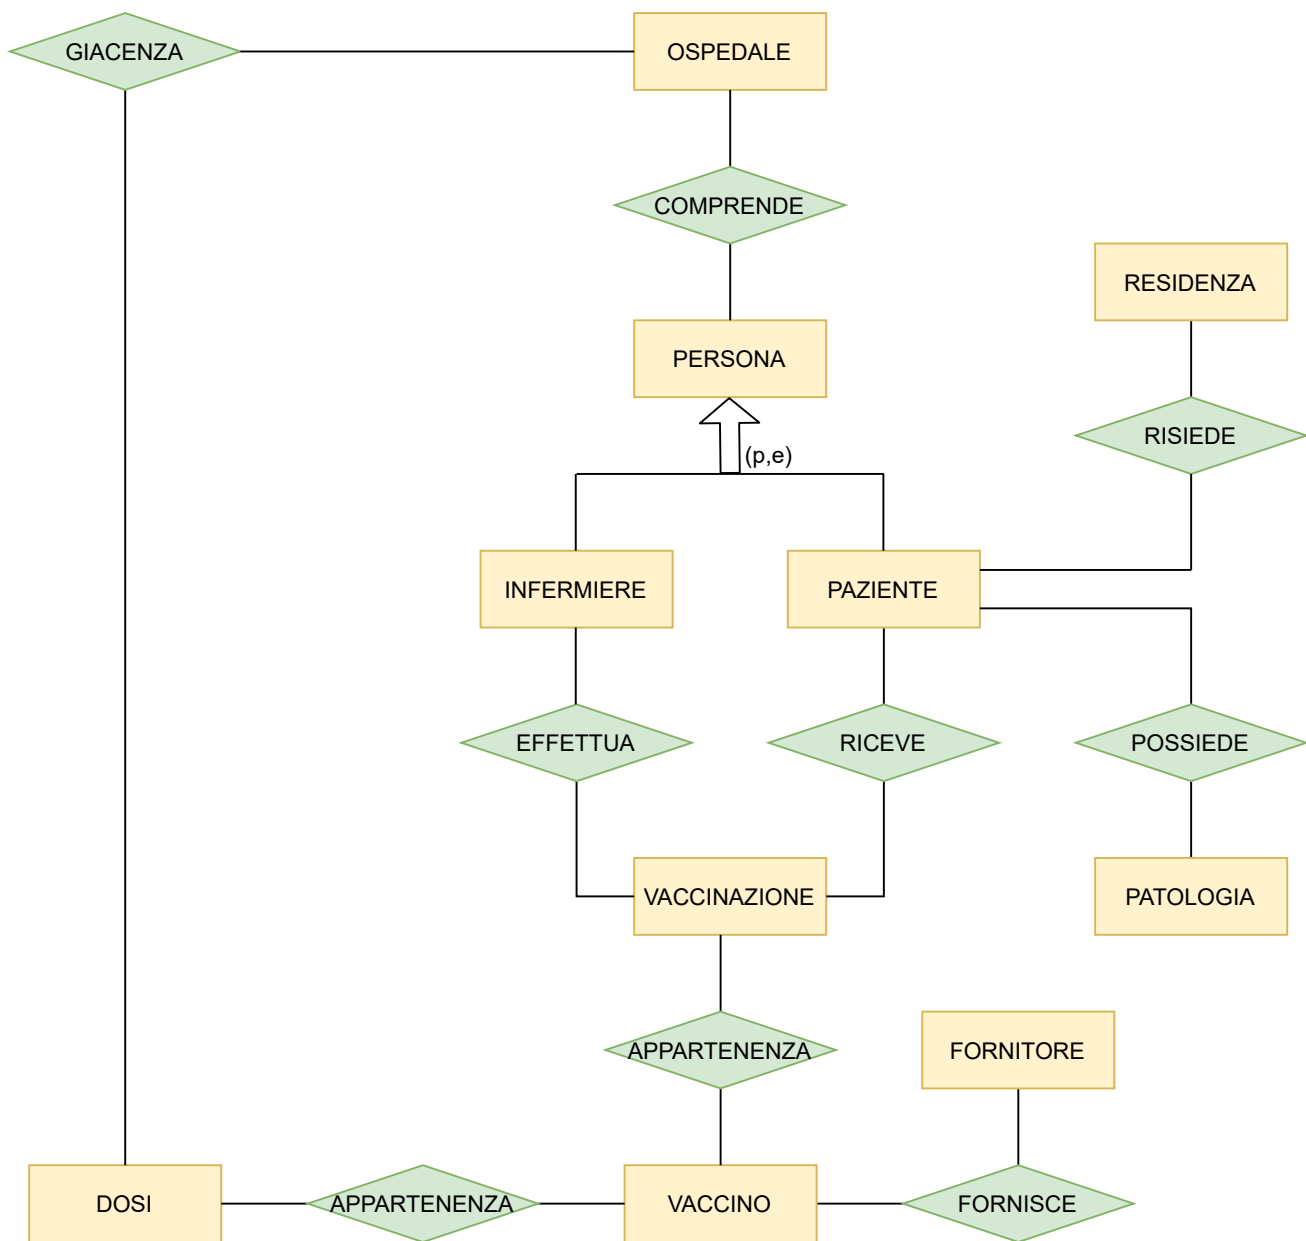 GIACENZA
OSPEDALE
COMPRENDE
RESIDENZA
PERSONA
RISIEDE
(p,e)
INFERMIERE
PAZIENTE
EFFETTUA
RICEVE
POSSIEDE
VACCINAZIONE
PATOLOGIA
APPARTENENZA
FORNITORE
DOSI
APPARTENENZA
VACCINO
FORNISCE